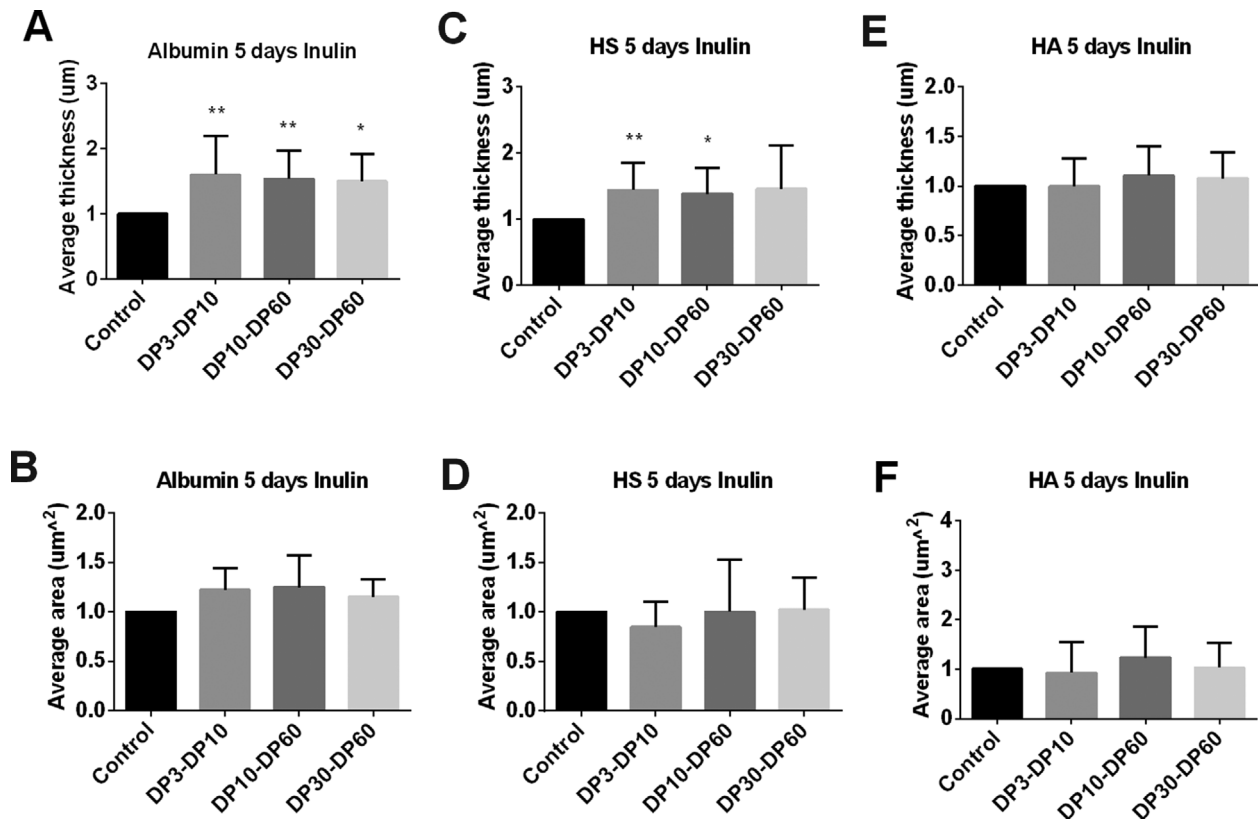 A
Albumin 5 days Inulin
Average thickness (um)
3
2
1
0
**
**
*
Control
DP3-DP10
DP10-DP60
DP30-DP60
C
HS 5 days Inulin
Average thickness (um)
3
2
1
0
**
*
Control
DP3-DP10
DP10-DP60
DP30-DP60
E
HA 5 days Inulin
Average thickness (um)
2.0
1.5
1.0
0.5
0.0
Control
DP3-DP10
DP10-DP60
DP30-DP60
B
Albumin 5 days Inulin
Average area (um^2)
2.0
1.5
1.0
0.5
0.0
Control
DP3-DP10
DP10-DP60
DP30-DP60
D
HS 5 days Inulin
Average area (um^2)
2.0
1.5
1.0
0.5
0.0
Control
DP3-DP10
DP10-DP60
DP30-DP60
F
HA 5 days Inulin
Average area (um^2)
4
3
2
1
0
Control
DP3-DP10
DP10-DP60
DP30-DP60